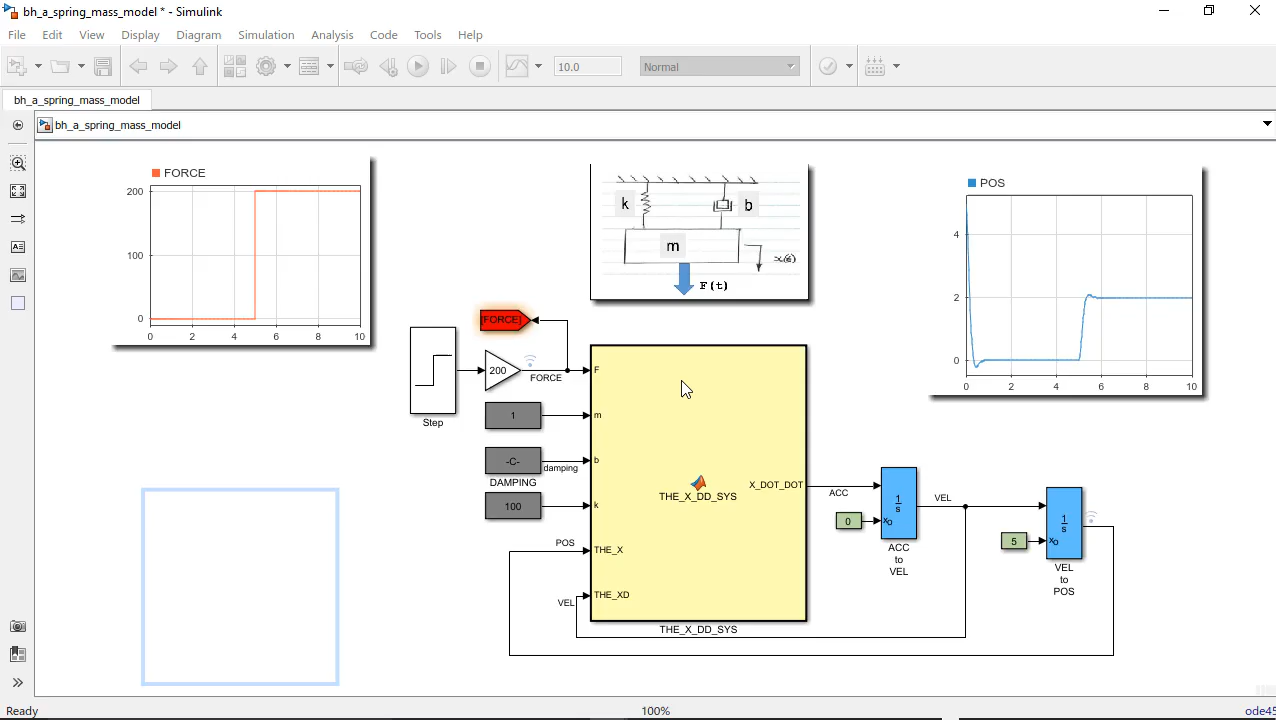 bh_a_spring_mass_model * - Simulink
File Edit View Display Diagram Simulation Analysis Code Tools Help
10.0 Normal
bh_a_spring_mass_model
bh_a_spring_mass_model
FORCE
200
100
0
0 2 4 6 8 10
k b
m
x(t)
F(t)
POS
4
2
0
0 2 4 6 8 10
[FORCE]
200
FORCE
Step
1
-C-
damping
DAMPING
100
POS
VEL
F
m
b
k
THE_X
THE_XD
THE_X_DD_SYS
X_DOT_DOT
THE_X_DD_SYS
ACC
0
1
s
xo
ACC
to
VEL
VEL
5
1
s
xo
VEL
to
POS
Ready 100% ode45